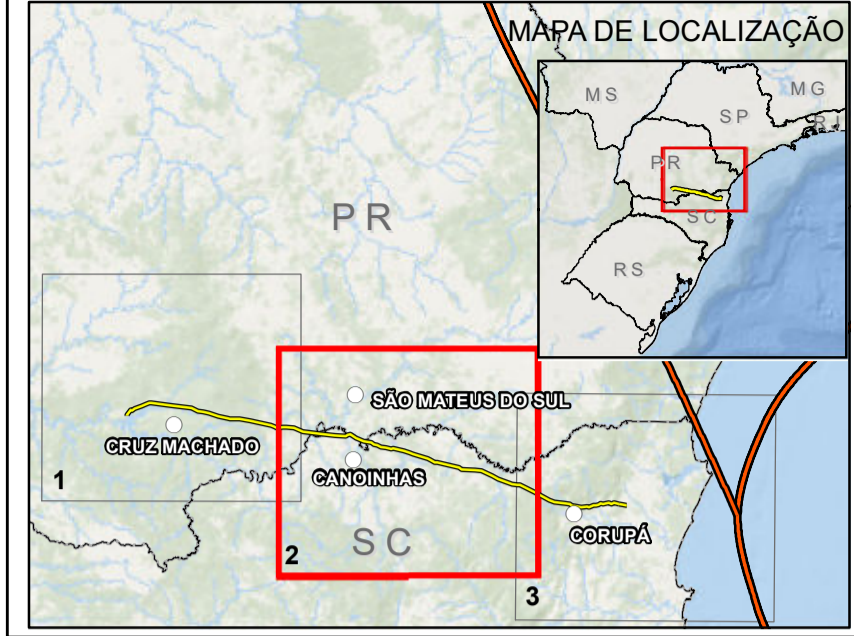 MAPA DE LOCALIZAÇÃO
MS
MG
SP
RJ
PR
SC
RS
PR
1
SÃO MATEUS DO SUL
CRUZ MACHADO
CANOINHAS
2
SC
CORUPÁ
3